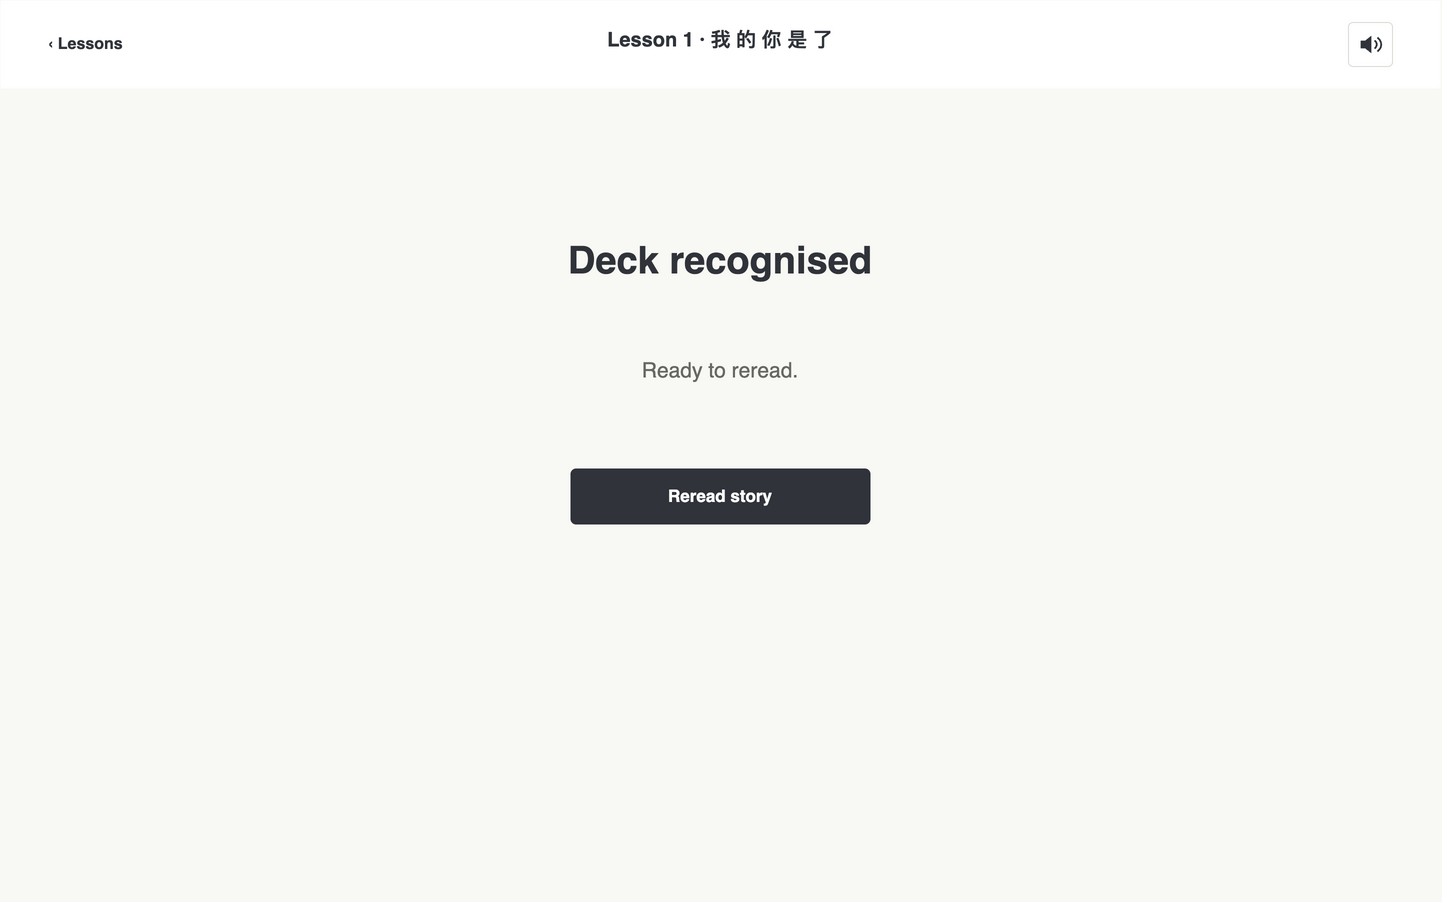 ‹ Lessons
Lesson 1 · 我 的 你 是 了
Deck recognised
Ready to reread.
Reread story